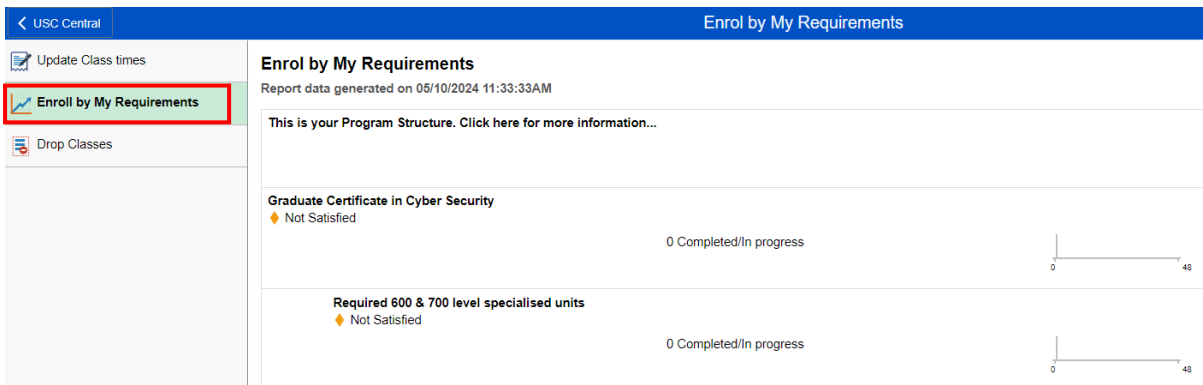 USC Central
Enrol by My Requirements
Update Class times
Enroll by My Requirements
Drop Classes
Enrol by My Requirements
Report data generated on 05/10/2024 11:33:33AM
This is your Program Structure. Click here for more information...
Graduate Certificate in Cyber Security
Not Satisfied
0 Completed/In progress
0 48
Required 600 & 700 level specialised units
Not Satisfied
0 Completed/In progress
0 48